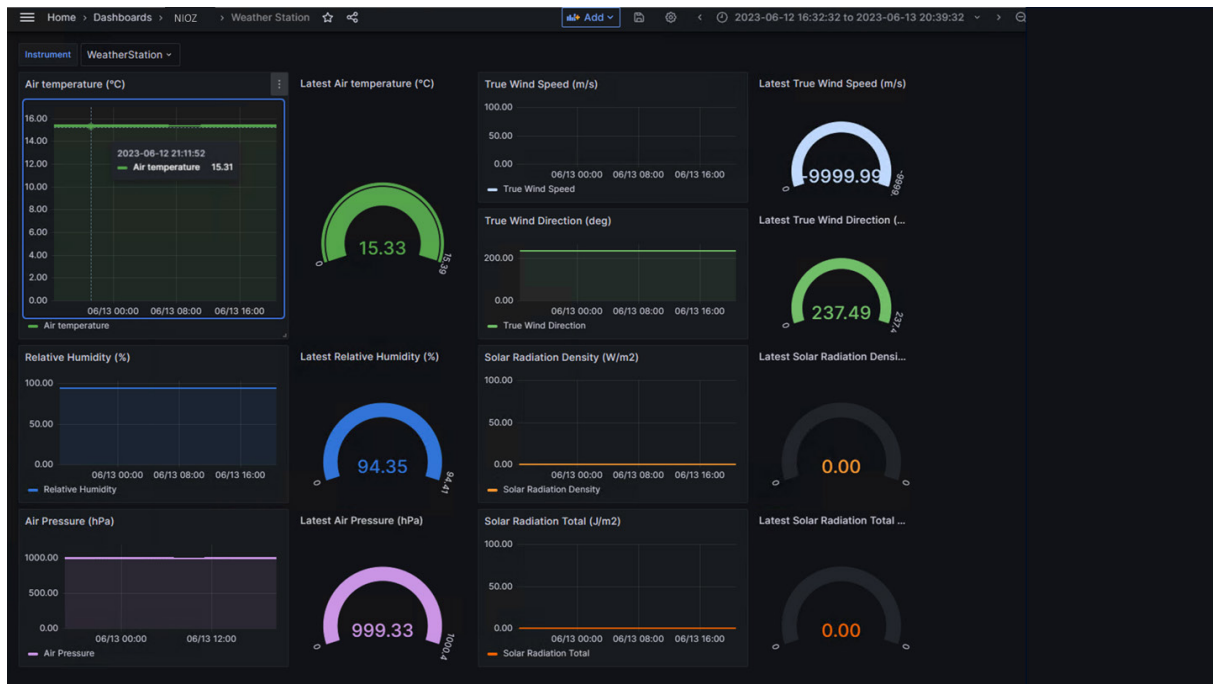 Home › Dashboards › NIOZ › Weather Station
Add
2023-06-12 16:32:32 to 2023-06-13 20:39:32
Instrument WeatherStation
Air temperature (°C)
16.00
14.00
12.00
10.00
8.00
6.00
4.00
2.00
0.00
2023-06-12 21:11:52
Air temperature 15.31
06/13 00:00 06/13 08:00 06/13 16:00
Air temperature
Latest Air temperature (°C)
15.33
0
15.39
True Wind Speed (m/s)
100.00
50.00
0.00
06/13 00:00 06/13 08:00 06/13 16:00
True Wind Speed
Latest True Wind Speed (m/s)
-9999.99
0
-9999.
True Wind Direction (deg)
200.00
0.00
06/13 00:00 06/13 08:00 06/13 16:00
True Wind Direction
Latest True Wind Direction (...
237.49
0
237.4
Relative Humidity (%)
100.00
50.00
0.00
06/13 00:00 06/13 08:00 06/13 16:00
Relative Humidity
Latest Relative Humidity (%)
94.35
0
94.41
Solar Radiation Density (W/m2)
100.00
50.00
0.00
06/13 00:00 06/13 08:00 06/13 16:00
Solar Radiation Density
Latest Solar Radiation Densi...
0.00
0
0
Air Pressure (hPa)
1000.00
500.00
0.00
06/13 00:00 06/13 12:00
Air Pressure
Latest Air Pressure (hPa)
999.33
0
1000.4
Solar Radiation Total (J/m2)
100.00
50.00
0.00
06/13 00:00 06/13 08:00 06/13 16:00
Solar Radiation Total
Latest Solar Radiation Total ...
0.00
0
0